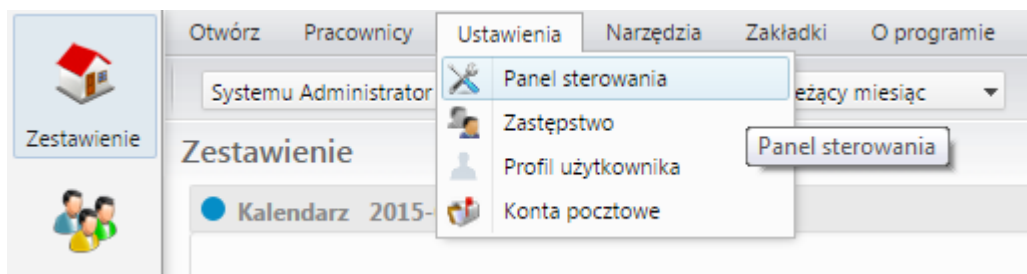 Otwórz Pracownicy Ustawienia Narzędzia Zakładki O programie
Systemu Administrator Panel sterowania eżący miesiąc
Zestawienie
Zastępstwo
Panel sterowania
Zestawienie
Profil użytkownika
Kalendarz 2015-
Konta pocztowe